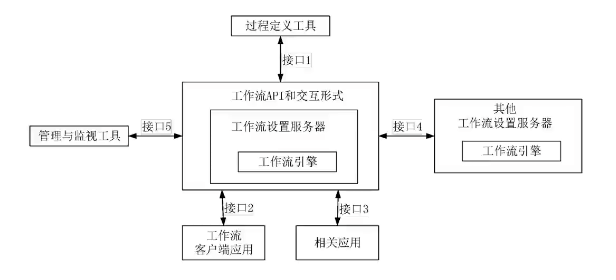 过程定义工具
接口1
工作流API和交互形式
工作流设置服务器
工作流引擎
管理与监视工具
接口5
接口4
其他
工作流设置服务器
工作流引擎
接口2
接口3
工作流
客户端应用
相关应用